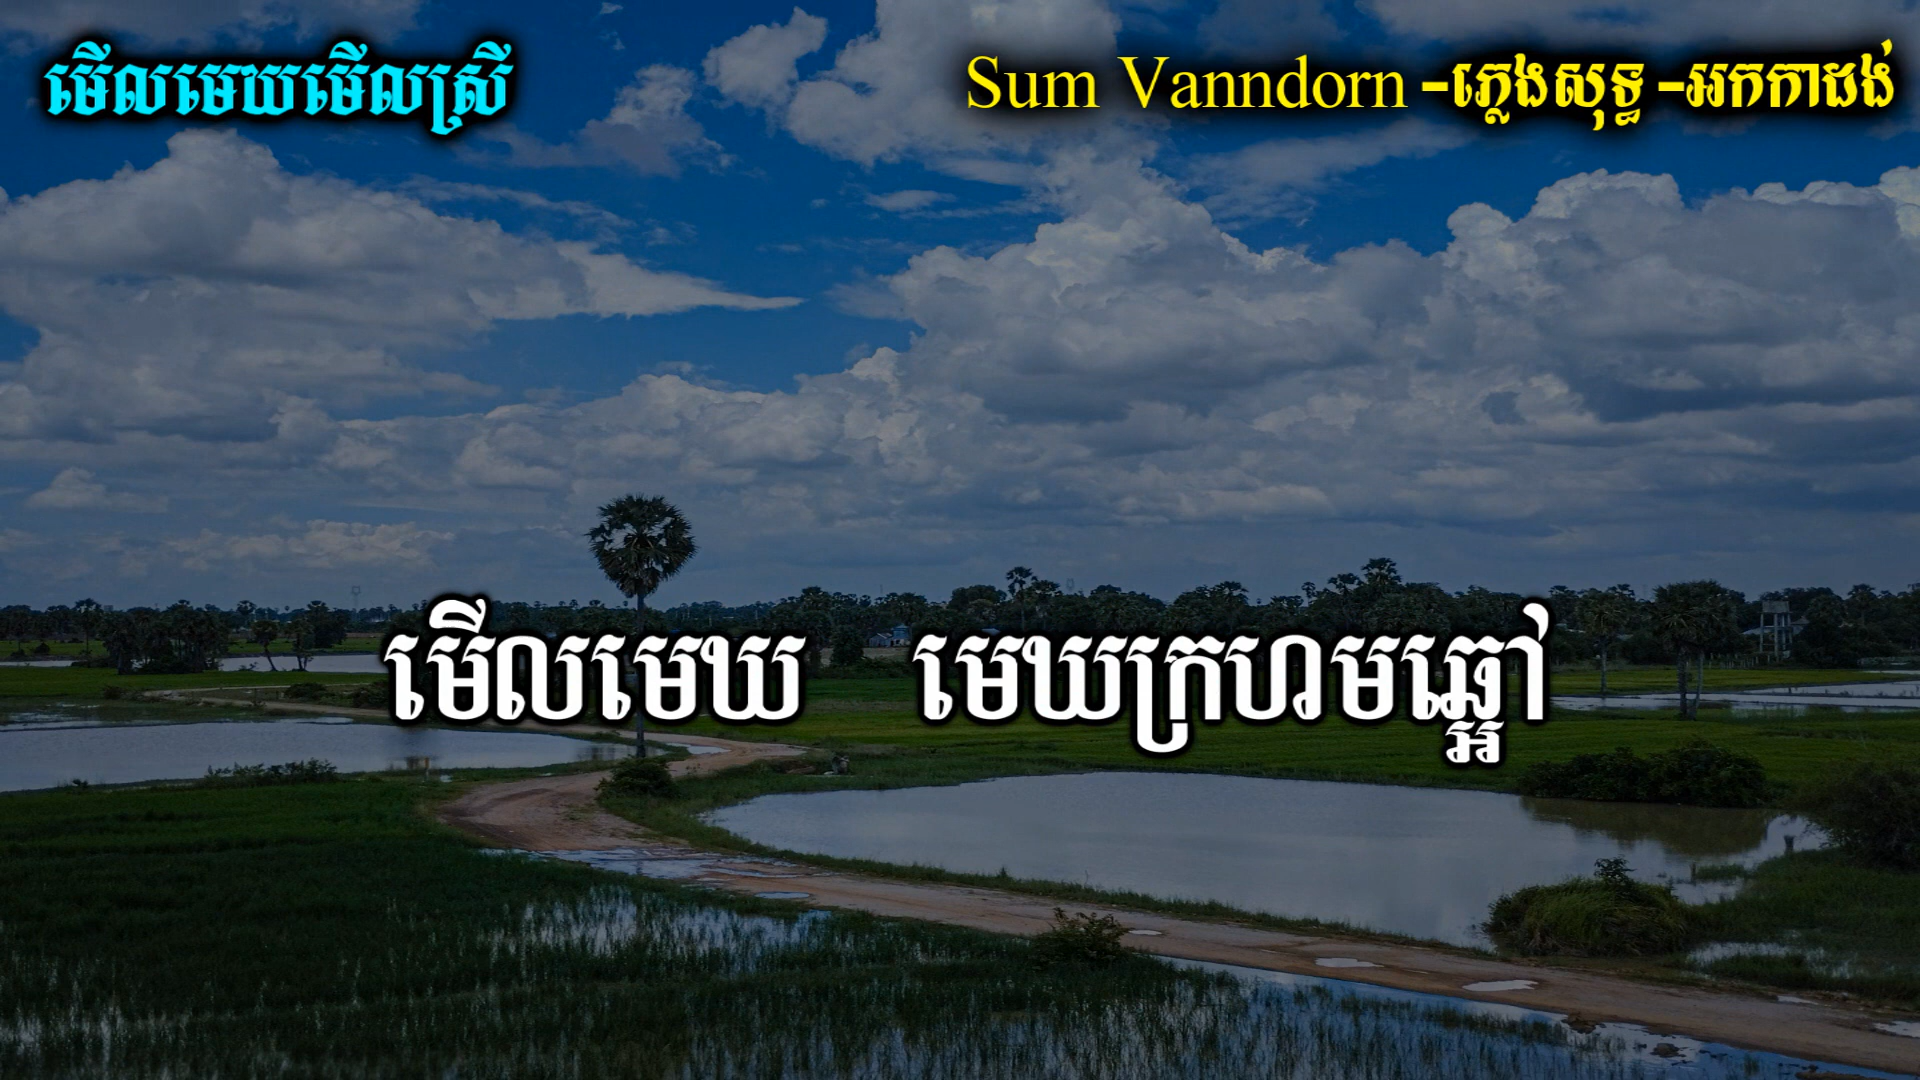 មើលមេឃមើលស្រី
Sum Vanndorn -ភ្លេងសុទ្ធ -អកកាដង់
មើលមេឃ មេឃក្រហមឆ្អៅ